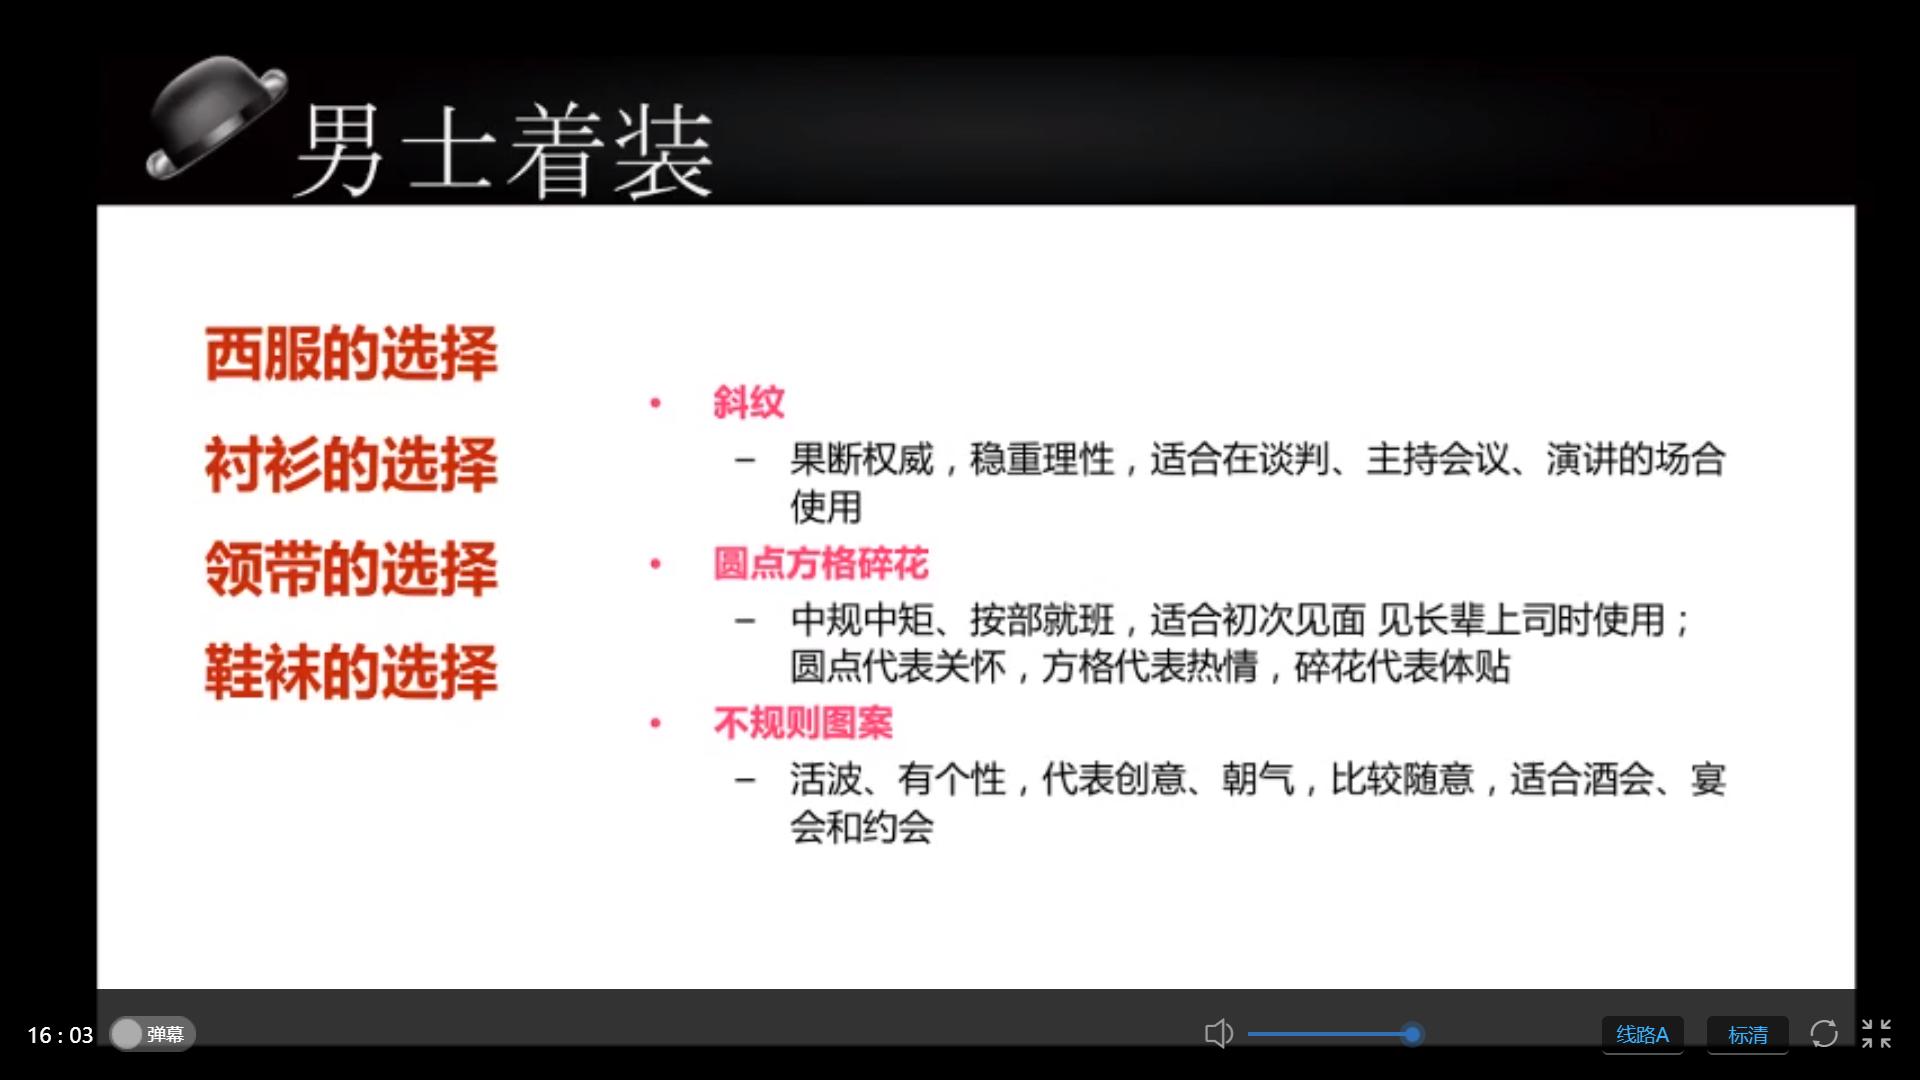 男士着装
西服的选择
衬衫的选择
领带的选择
鞋袜的选择
• 斜纹
– 果断权威，稳重理性，适合在谈判、主持会议、演讲的场合
使用
• 圆点方格碎花
– 中规中矩、按部就班，适合初次见面 见长辈上司时使用；
圆点代表关怀，方格代表热情，碎花代表体贴
• 不规则图案
– 活波、有个性，代表创意、朝气，比较随意，适合酒会、宴
会和约会
16:03 弹幕 线路A 标清